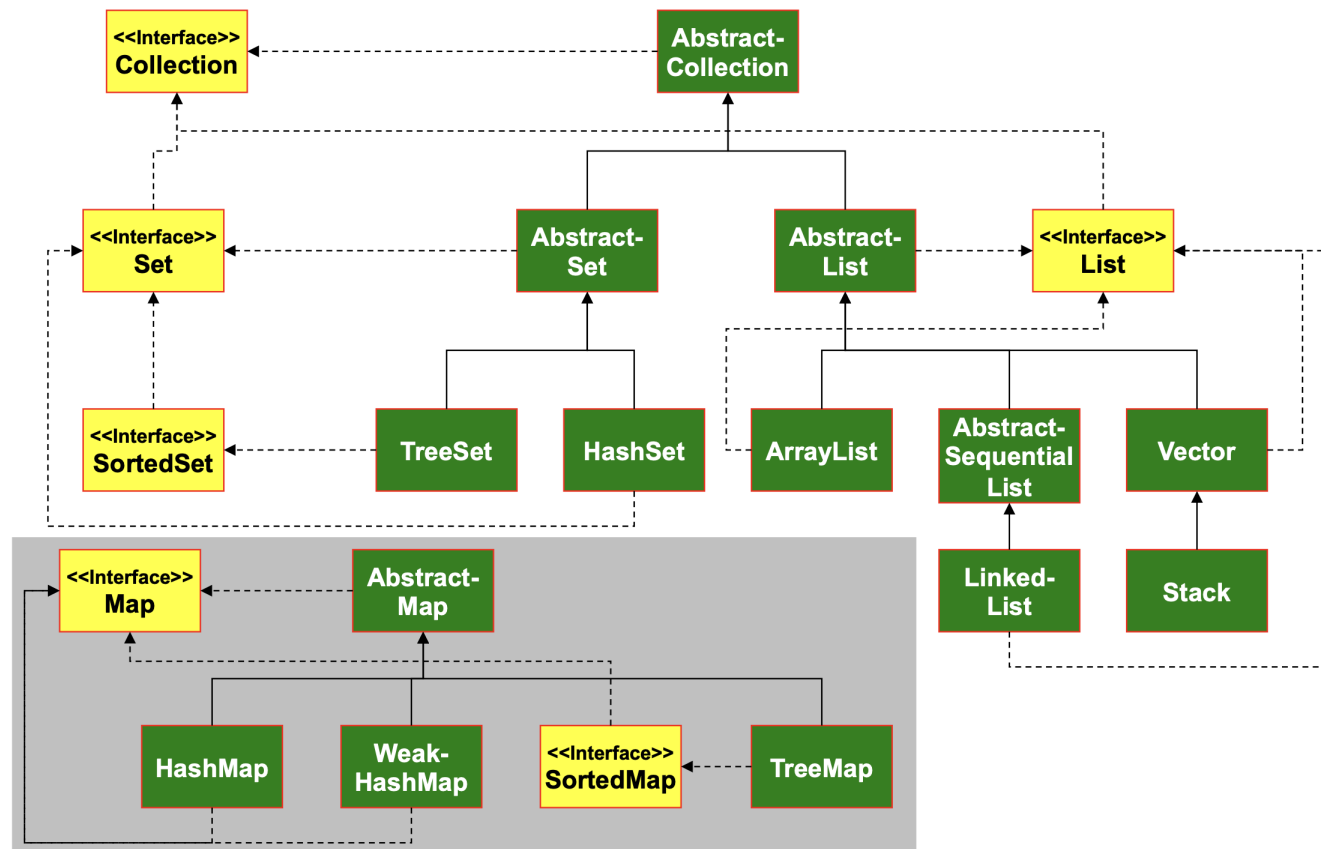 <<Interface>>
Collection
Abstract-
Collection
<<Interface>>
Set
Abstract-
Set
Abstract-
List
<<Interface>>
List
<<Interface>>
SortedSet
TreeSet
HashSet
ArrayList
Abstract-
Sequential
List
Vector
<<Interface>>
Map
Abstract-
Map
Linked-
List
Stack
HashMap
Weak-
HashMap
<<Interface>>
SortedMap
TreeMap